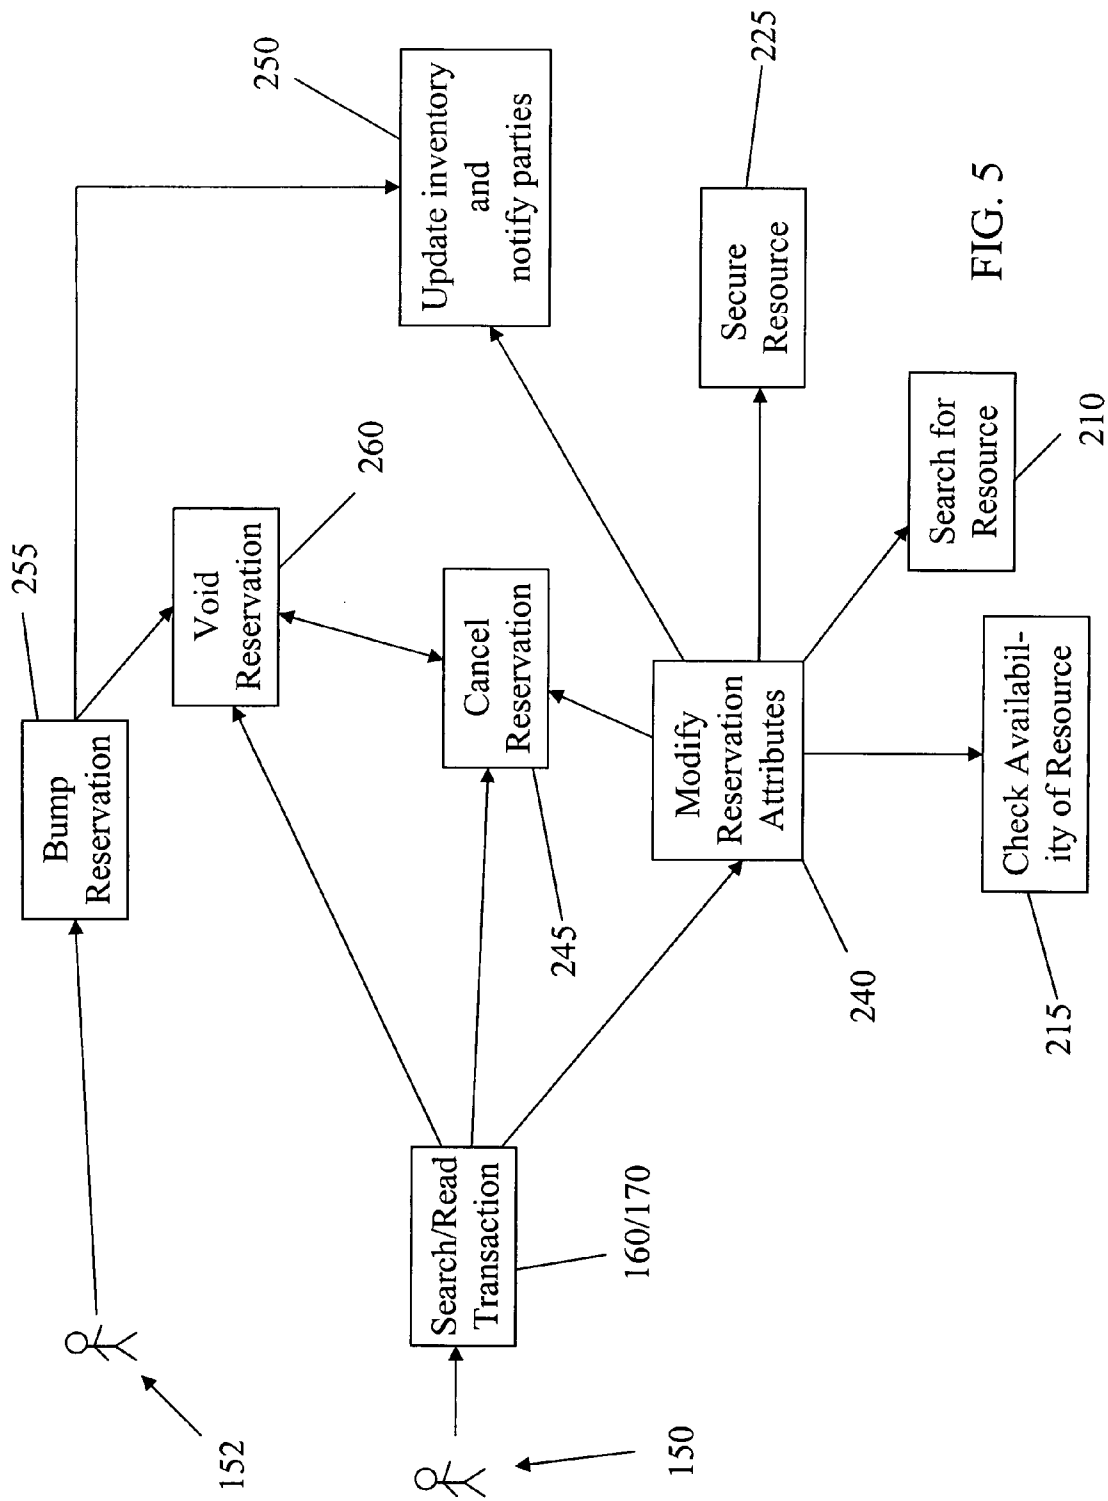 255
Bump
Reservation
152
Void
Reservation
260
250
Update inventory
and
notify parties
Search/Read
Transaction
160/170
150
Cancel
Reservation
245
Modify
Reservation
Attributes
240
Secure
Resource
225
Search for
Resource
210
Check Availabil-
ity of Resource
215
FIG. 5